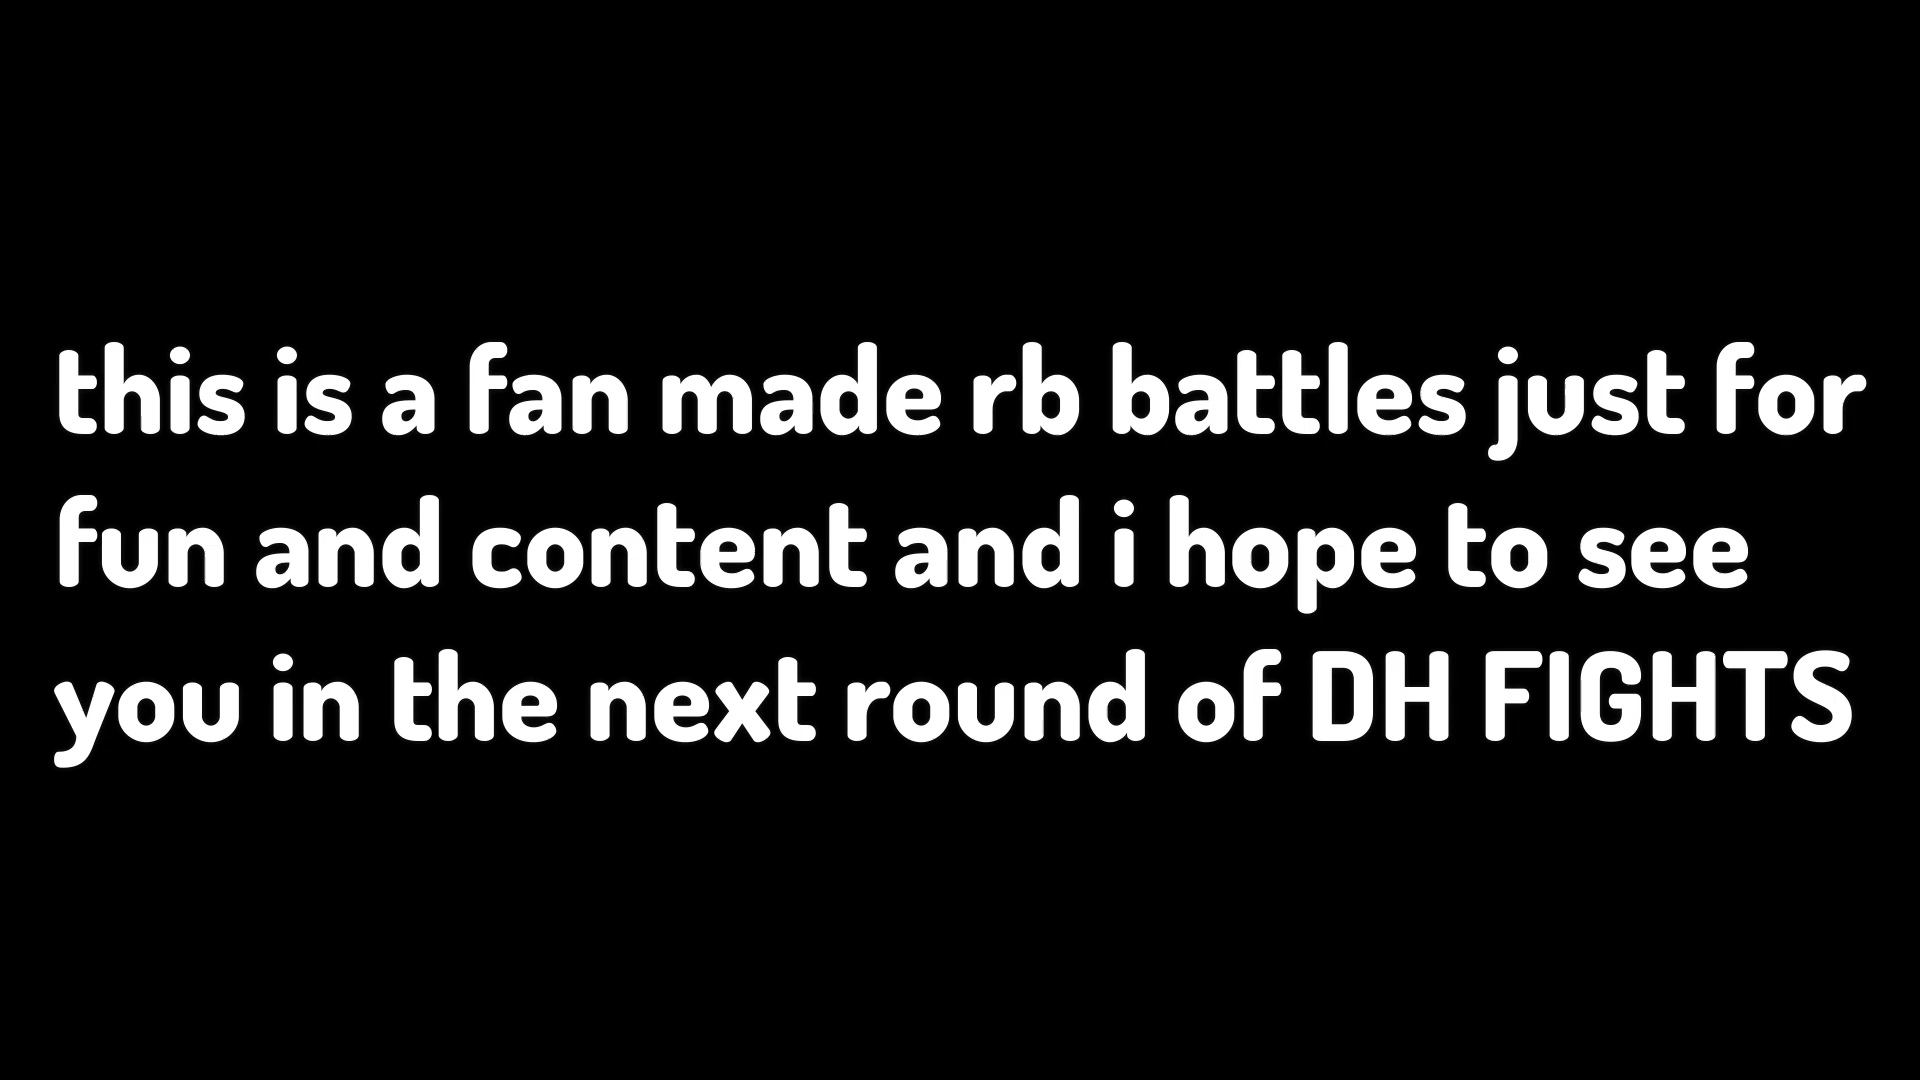 this is a fan made rb battles just for
fun and content and i hope to see
you in the next round of DH FIGHTS